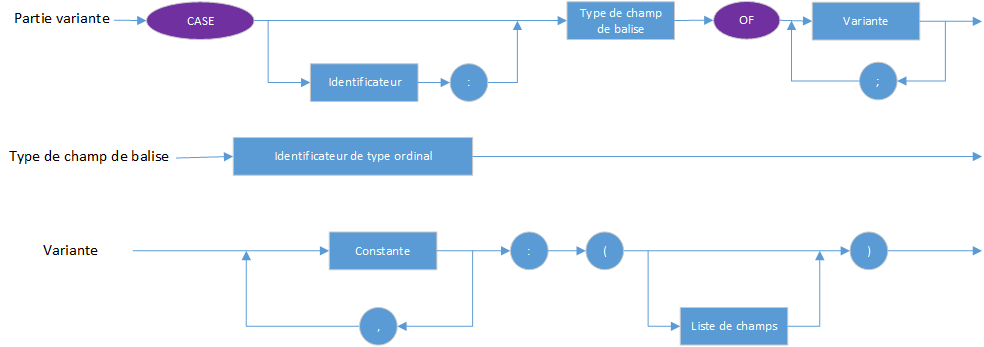 Partie variante
CASE
Type de champ
de balise
OF
Variante
Identificateur
:
;
Type de champ de balise
Identificateur de type ordinal
Variante
Constante
:
(
)
,
Liste de champs